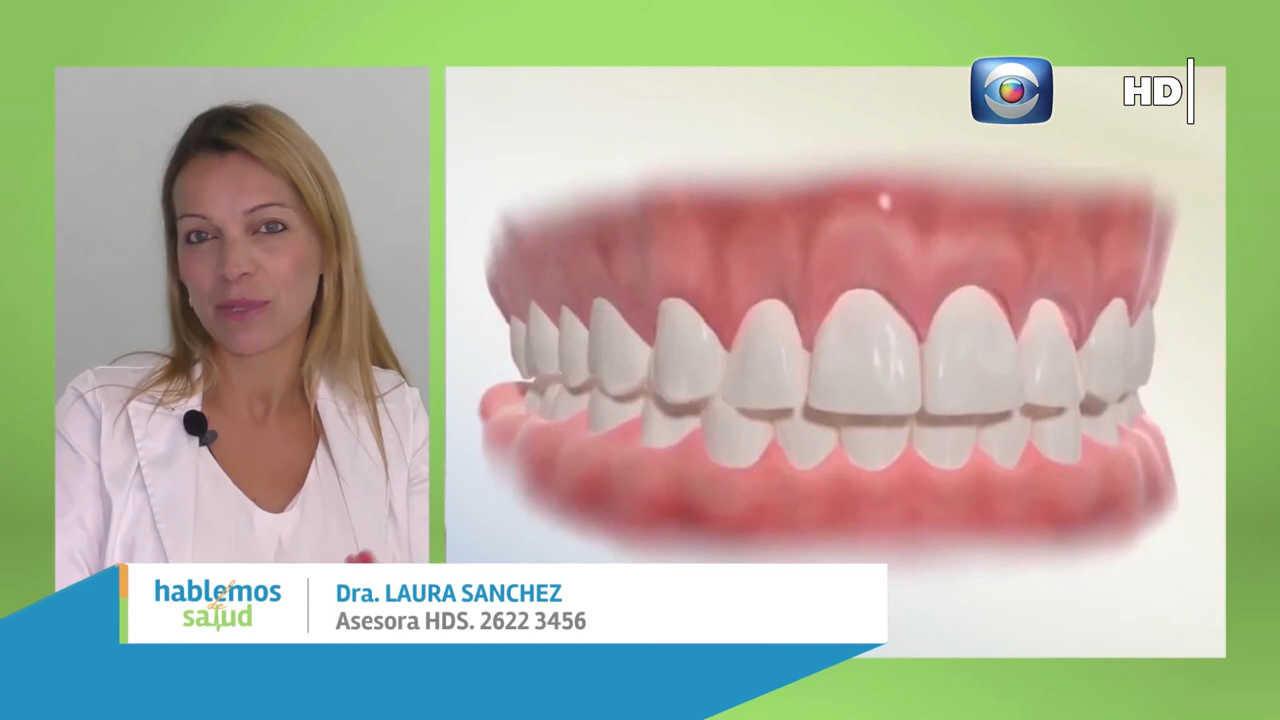 HD
hablemos
de
salud
Dra. LAURA SANCHEZ
Asesora HDS. 2622 3456